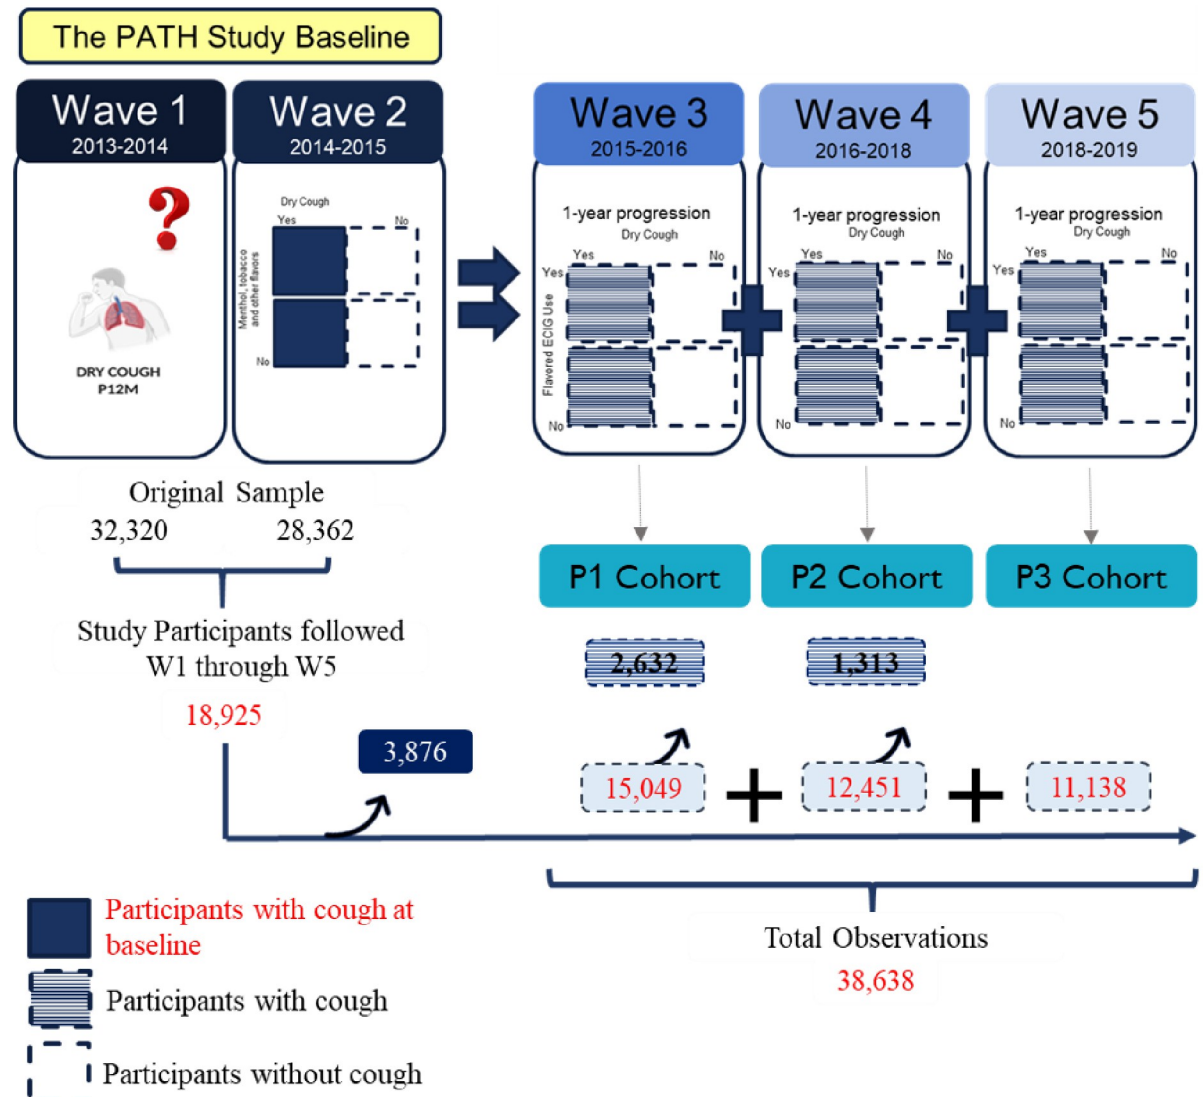 The PATH Study Baseline
Wave 1
2013-2014
Wave 2
2014-2015
Wave 3
2015-2016
Wave 4
2016-2018
Wave 5
2018-2019
?
DRY COUGH
P12M
Dry Cough
Yes
No
Menthol, tobacco
and other flavors
No
1-year progression
Dry Cough
Yes
No
Yes
Flavored ECIG Use
No
1-year progression
Dry Cough
Yes
No
Yes
No
1-year progression
Dry Cough
Yes
No
Yes
No
Original Sample
32,320
28,362
Study Participants followed
W1 through W5
18,925
3,876
P1 Cohort
P2 Cohort
P3 Cohort
2,632
1,313
15,049
+
12,451
+
11,138
Total Observations
38,638
Participants with cough at
baseline
Participants with cough
Participants without cough